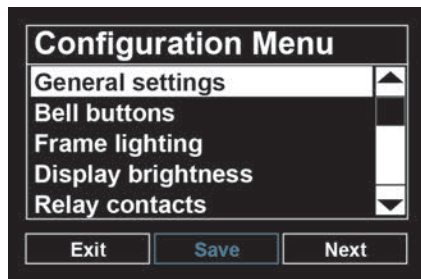 Configuration Menu
General settings
Bell buttons
Frame lighting
Display brightness
Relay contacts
Exit Save Next